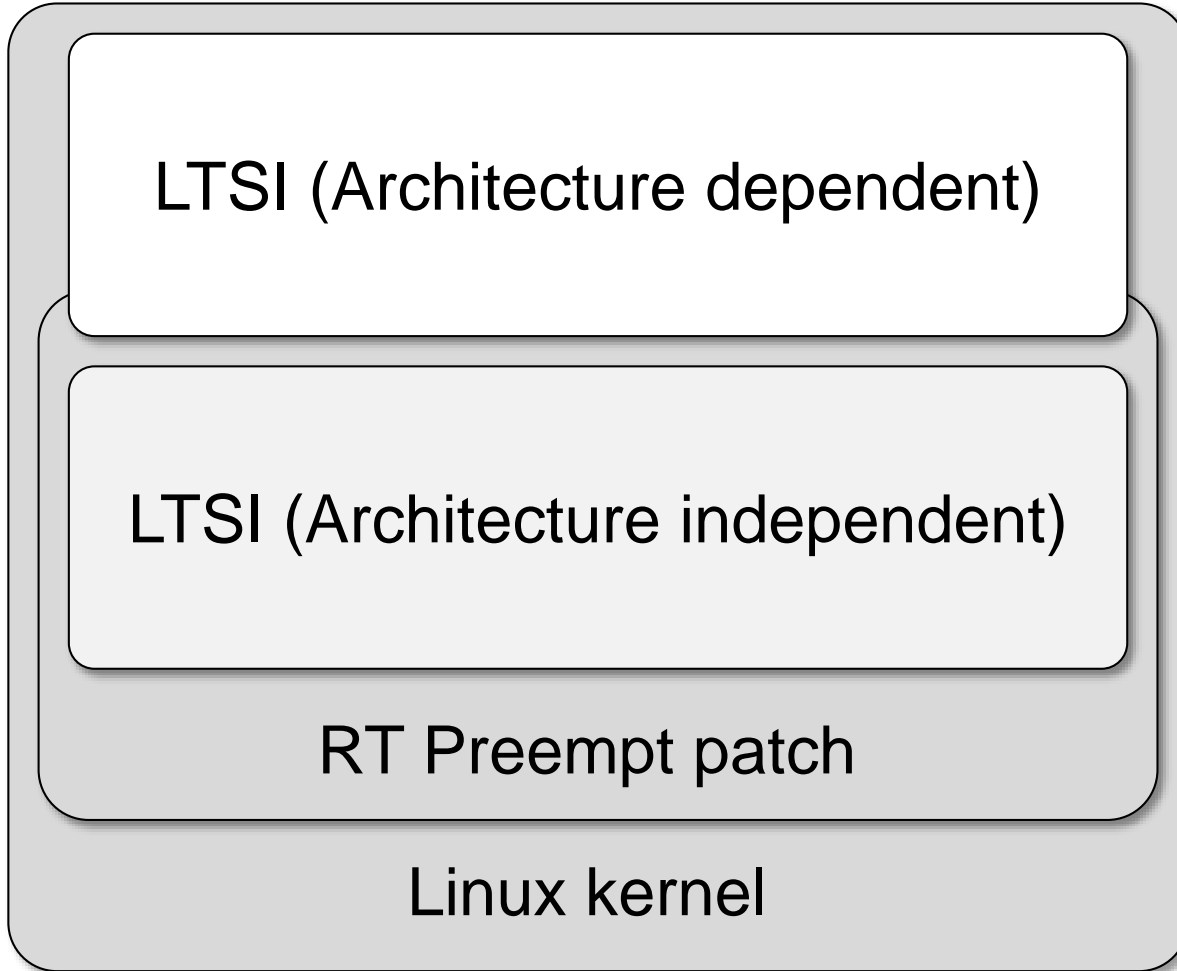 LTSI (Architecture dependent)
LTSI (Architecture independent)
RT Preempt patch
Linux kernel